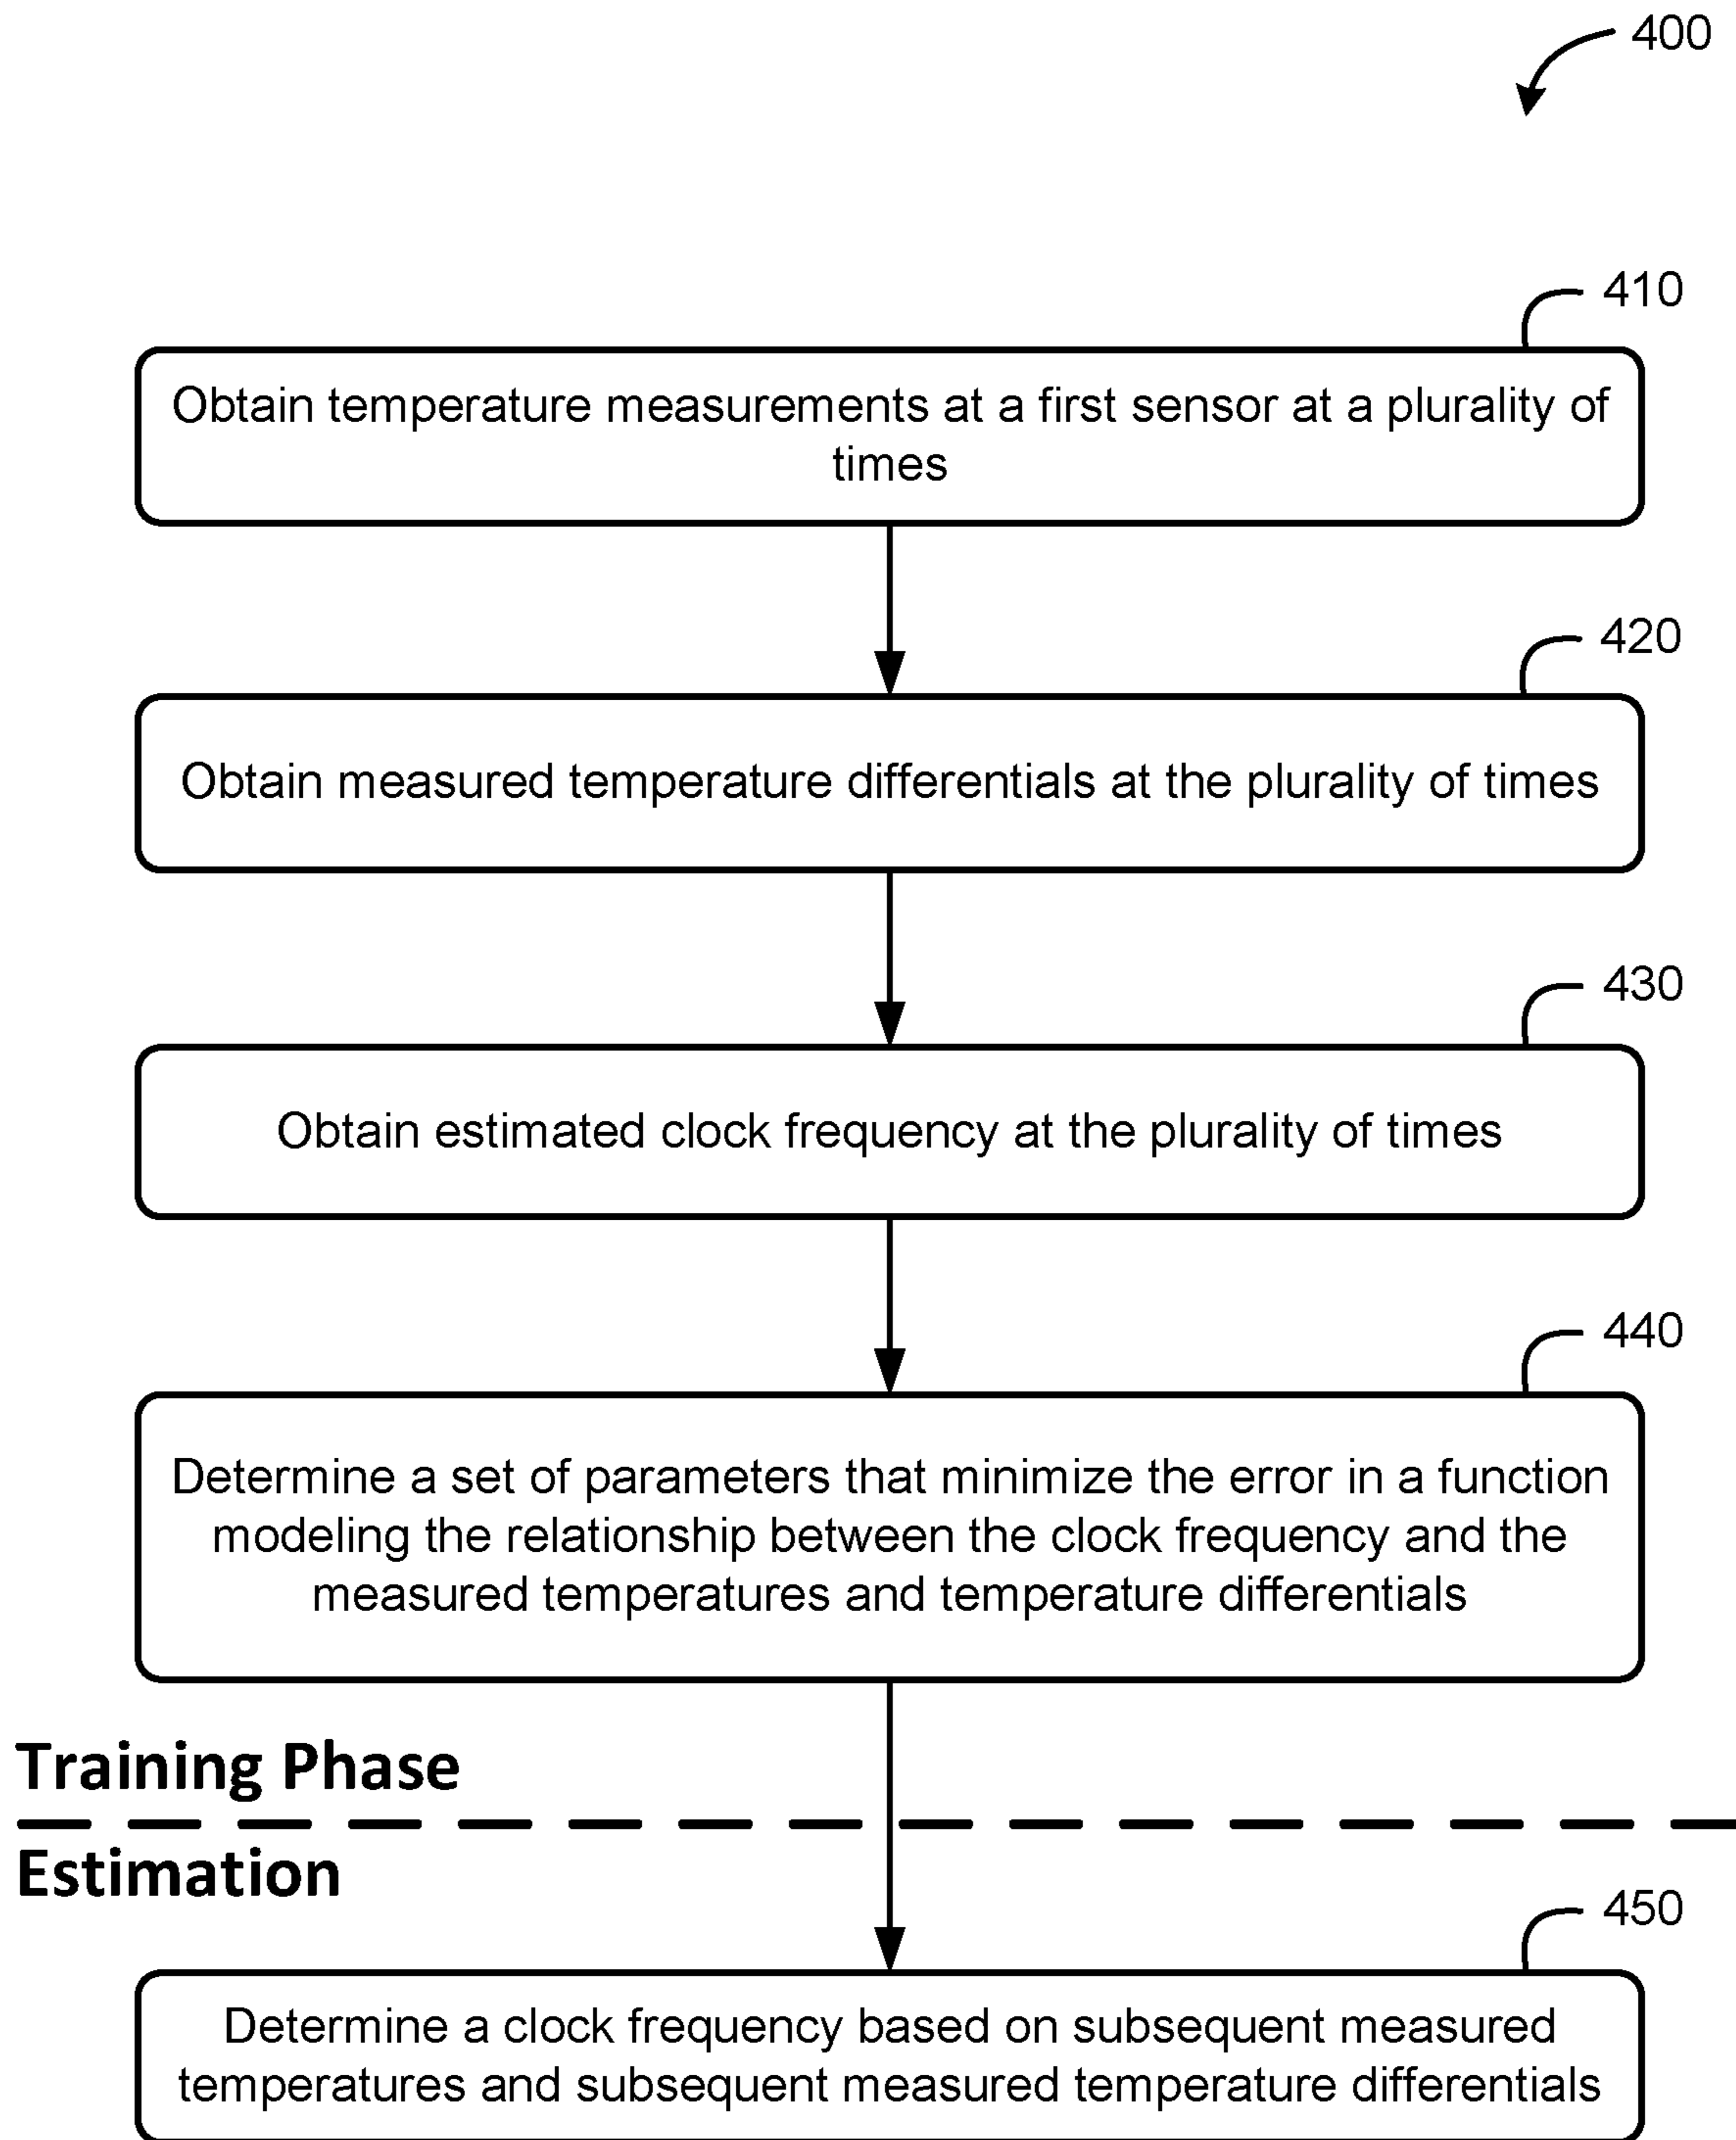 400
410
Obtain temperature measurements at a first sensor at a plurality of
times
420
Obtain measured temperature differentials at the plurality of times
430
Obtain estimated clock frequency at the plurality of times
440
Determine a set of parameters that minimize the error in a function
modeling the relationship between the clock frequency and the
measured temperatures and temperature differentials
Training Phase
Estimation
450
Determine a clock frequency based on subsequent measured
temperatures and subsequent measured temperature differentials